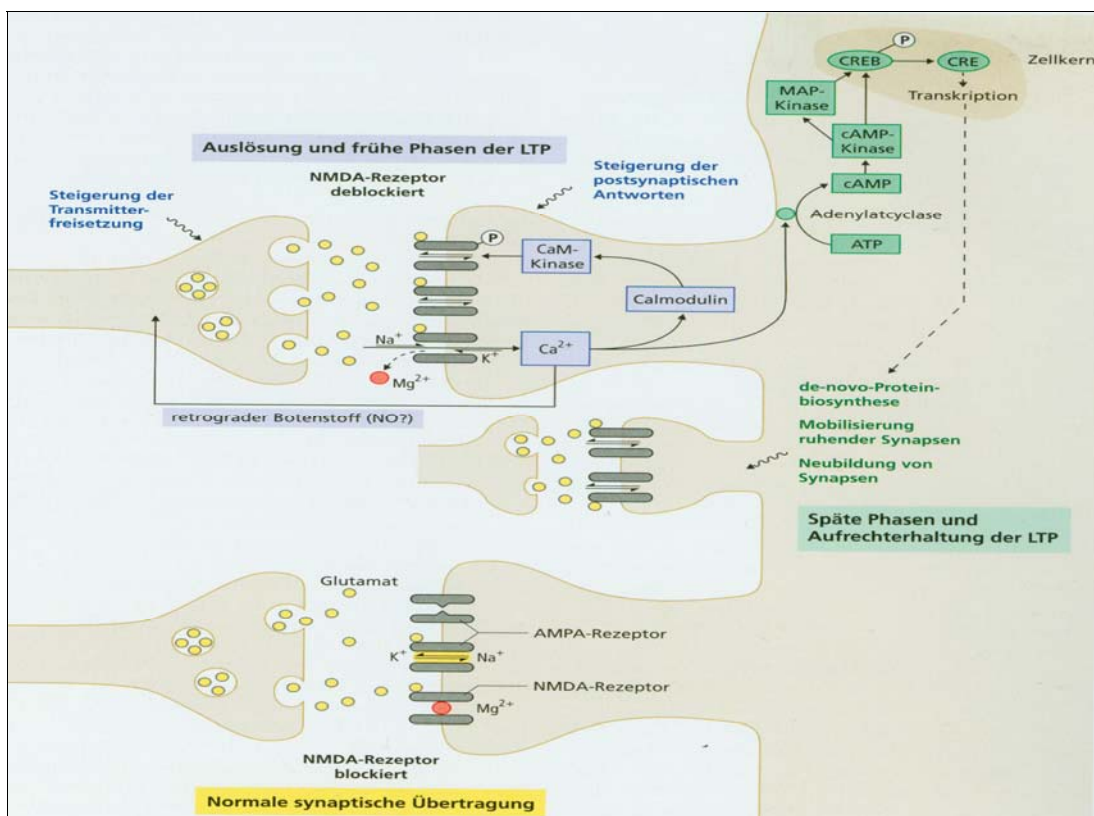 P
CREB
CRE
Zellkern
MAP-
Kinase
Transkription
cAMP-
Kinase
cAMP
Adenylatcyclase
ATP
Auslösung und frühe Phasen der LTP
NMDA-Rezeptor
deblockiert
Steigerung der
postsynaptischen
Antworten
Steigerung der
Transmitter-
freisetzung
P
CaM-
Kinase
Calmodulin
Na+
Ca2+
K+
Mg2+
retrograder Botenstoff (NO?)
de-novo-Protein-
biosynthese
Mobilisierung
ruhender Synapsen
Neubildung von
Synapsen
Späte Phasen und
Aufrechterhaltung der LTP
Glutamat
AMPA-Rezeptor
K+
Na+
NMDA-Rezeptor
Mg2+
NMDA-Rezeptor
blockiert
Normale synaptische Übertragung